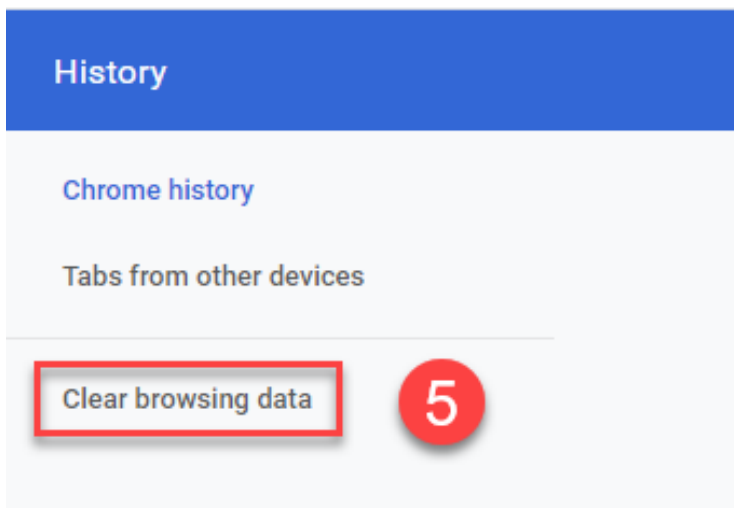 History
Chrome history
Tabs from other devices
Clear browsing data
5